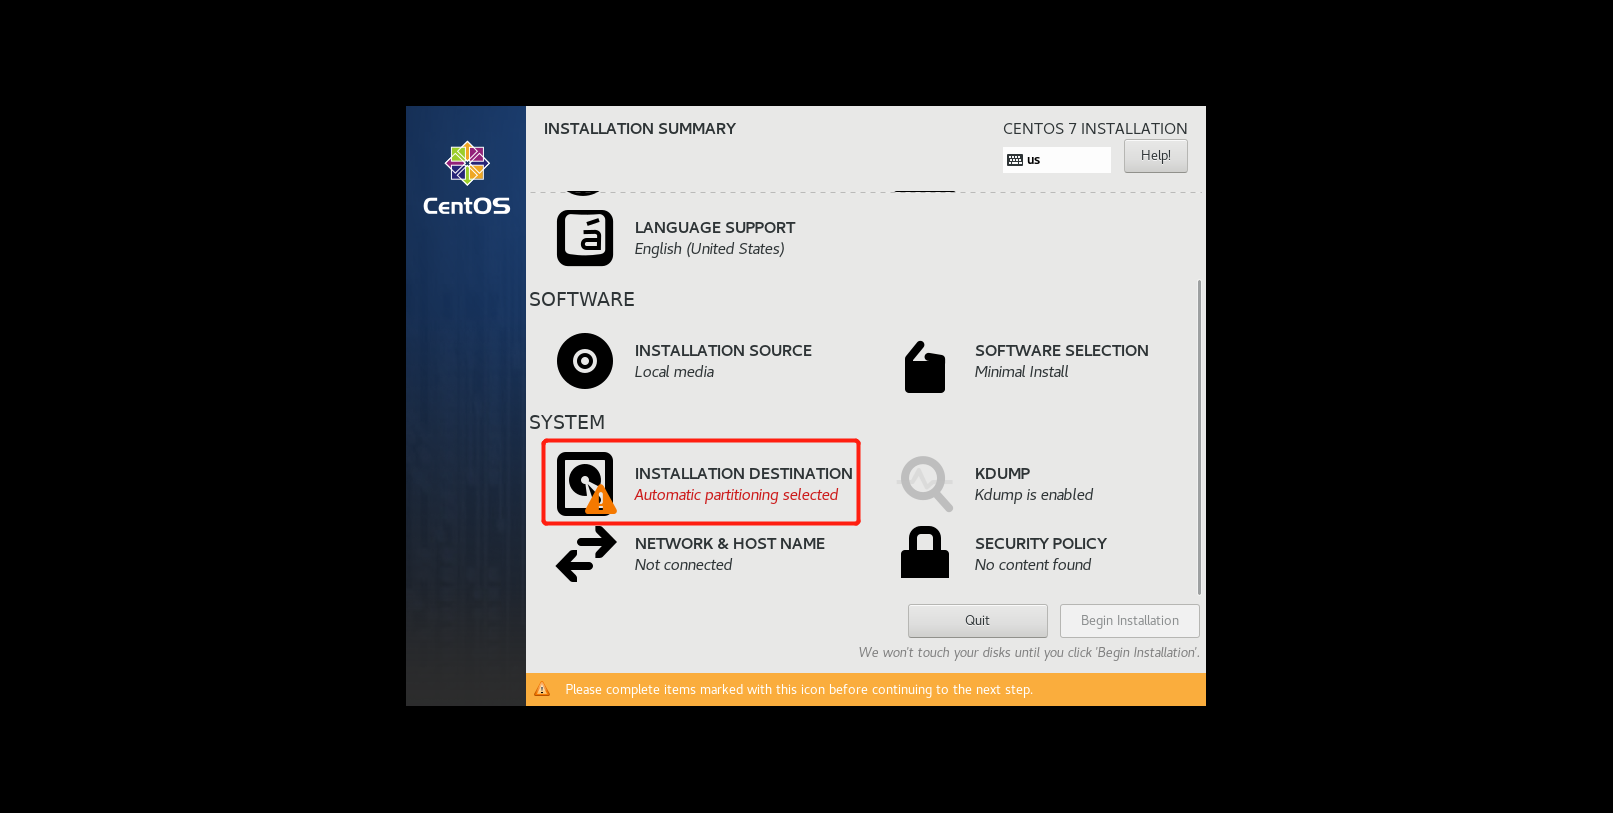 INSTALLATION SUMMARY
CENTOS 7 INSTALLATION
us
Help!
CentOS
LANGUAGE SUPPORT
English (United States)
SOFTWARE
INSTALLATION SOURCE
Local media
SOFTWARE SELECTION
Minimal Install
SYSTEM
INSTALLATION DESTINATION
Automatic partitioning selected
KDUMP
Kdump is enabled
NETWORK & HOST NAME
Not connected
SECURITY POLICY
No content found
Quit
Begin Installation
We won't touch your disks until you click 'Begin Installation'.
Please complete items marked with this icon before continuing to the next step.